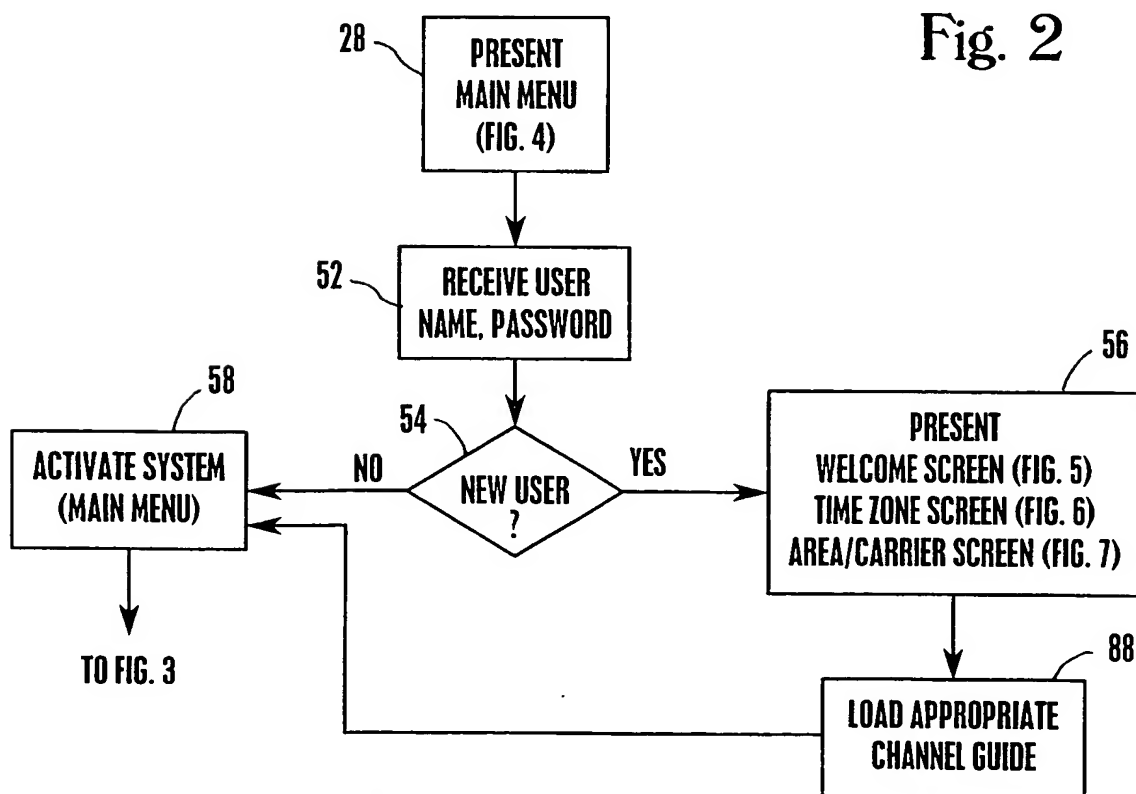 Fig. 2
28
PRESENT
MAIN MENU
(FIG. 4)
52
RECEIVE USER
NAME, PASSWORD
58
ACTIVATE SYSTEM
(MAIN MENU)
54
NO
NEW USER
?
YES
56
PRESENT
WELCOME SCREEN (FIG. 5)
TIME ZONE SCREEN (FIG. 6)
AREA/CARRIER SCREEN (FIG. 7)
TO FIG. 3
88
LOAD APPROPRIATE
CHANNEL GUIDE